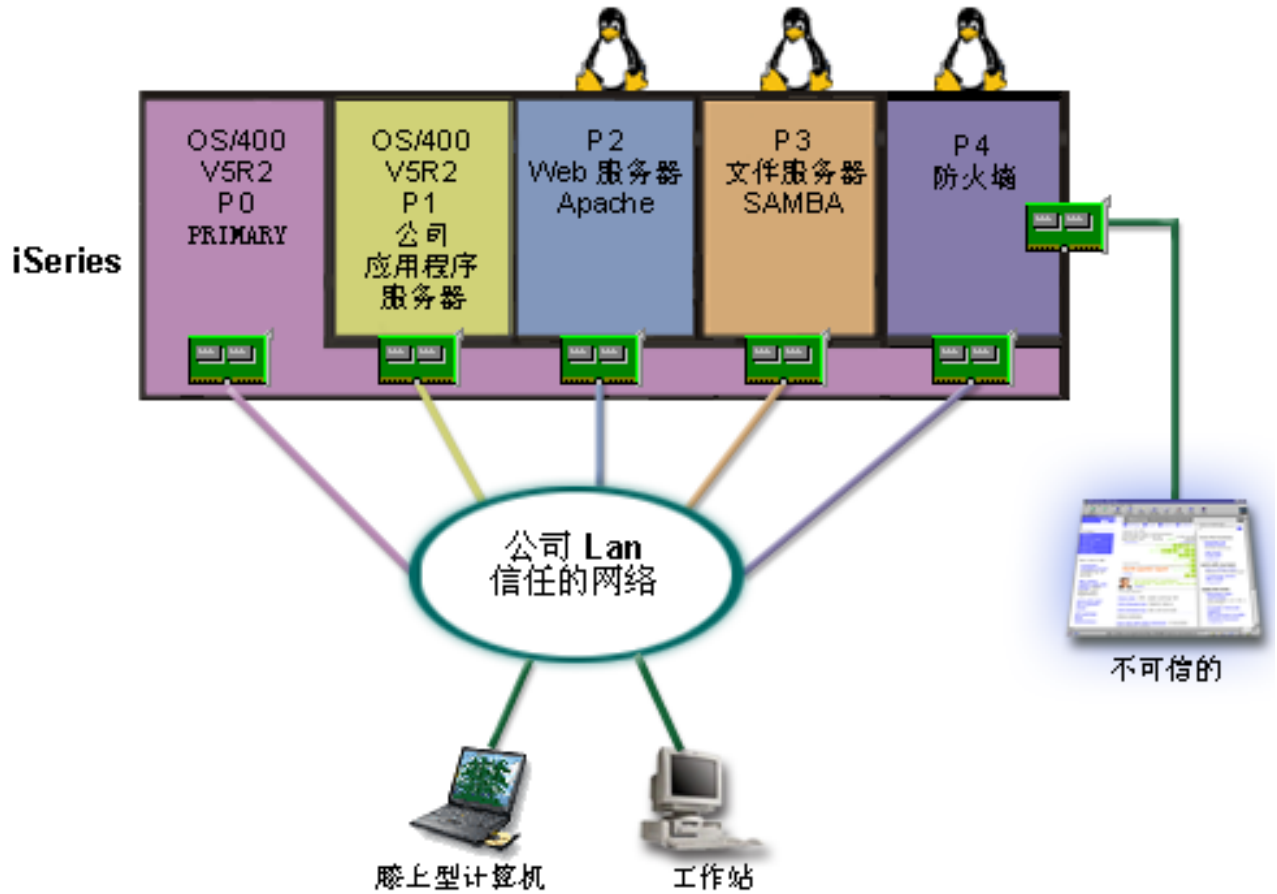 OS/400
V5R2
P0
PRIMARY
OS/400
V5R2
P1
公司
应用程序
服务器
P2
Web 服务器
Apache
P3
文件服务器
SAMBA
P4
防火墙
iSeries
公司 Lan
信任的网络
不可信的
膝上型计算机
工作站